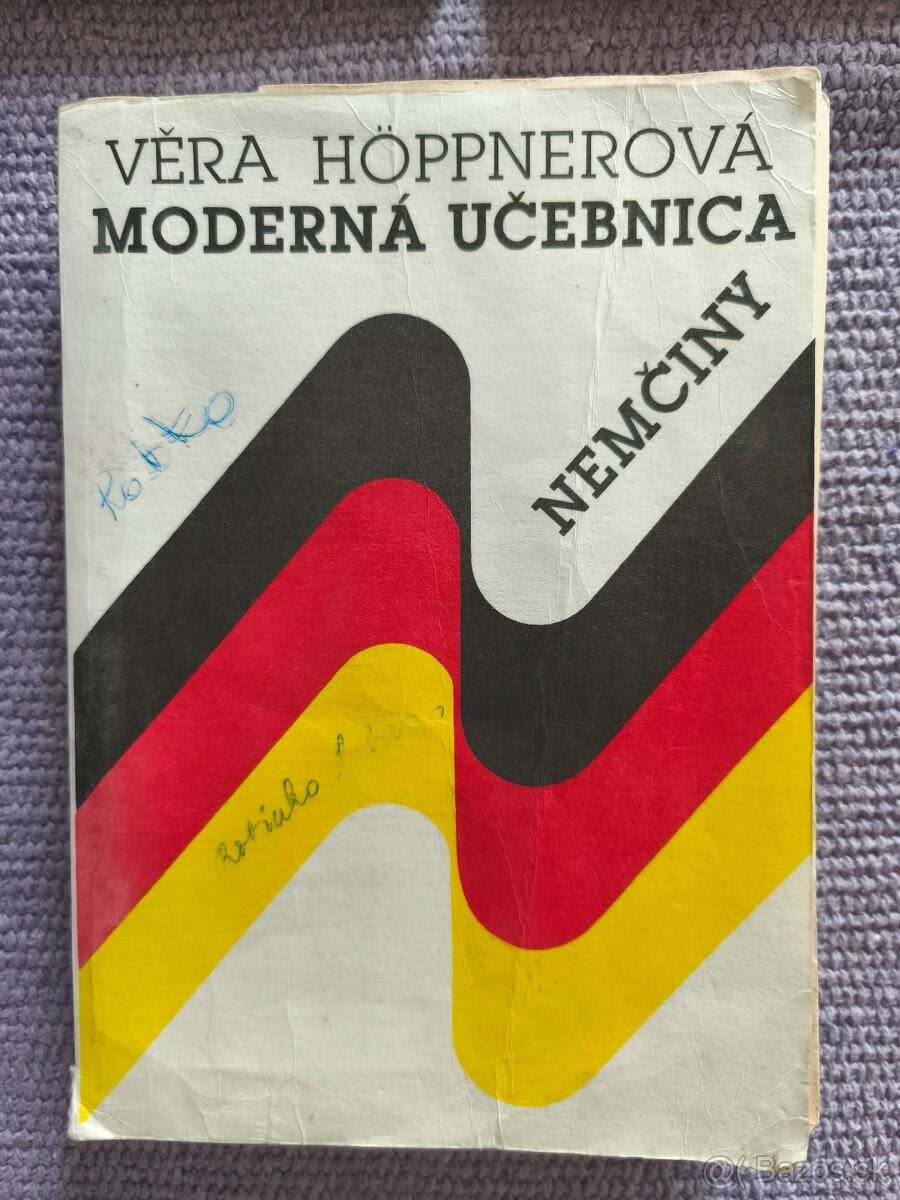 VĚRA HÖPPNEROVÁ
MODERNÁ UČEBNICA
NEMČINY
@( Bazos.sk